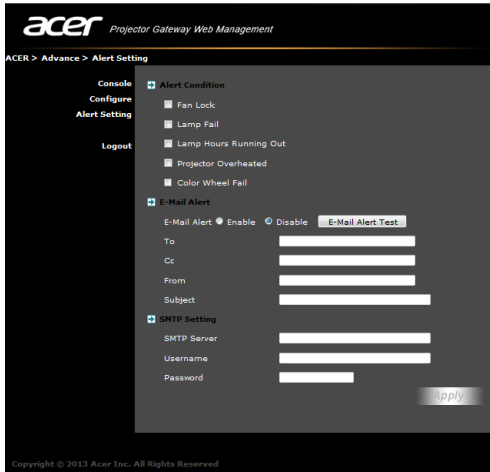 acer Projector Gateway Web Management
ACER > Advance > Alert Setting
Console
Configure
Alert Setting
Logout
Alert Condition
Fan Lock
Lamp Fail
Lamp Hours Running Out
Projector Overheated
Color Wheel Fail
E-Mail Alert
E-Mail Alert Enable Disable E-Mail Alert Test
To
Cc
From
Subject
SMTP Setting
SMTP Server
Username
Password
Apply
Copyright © 2013 Acer Inc. All Rights Reserved